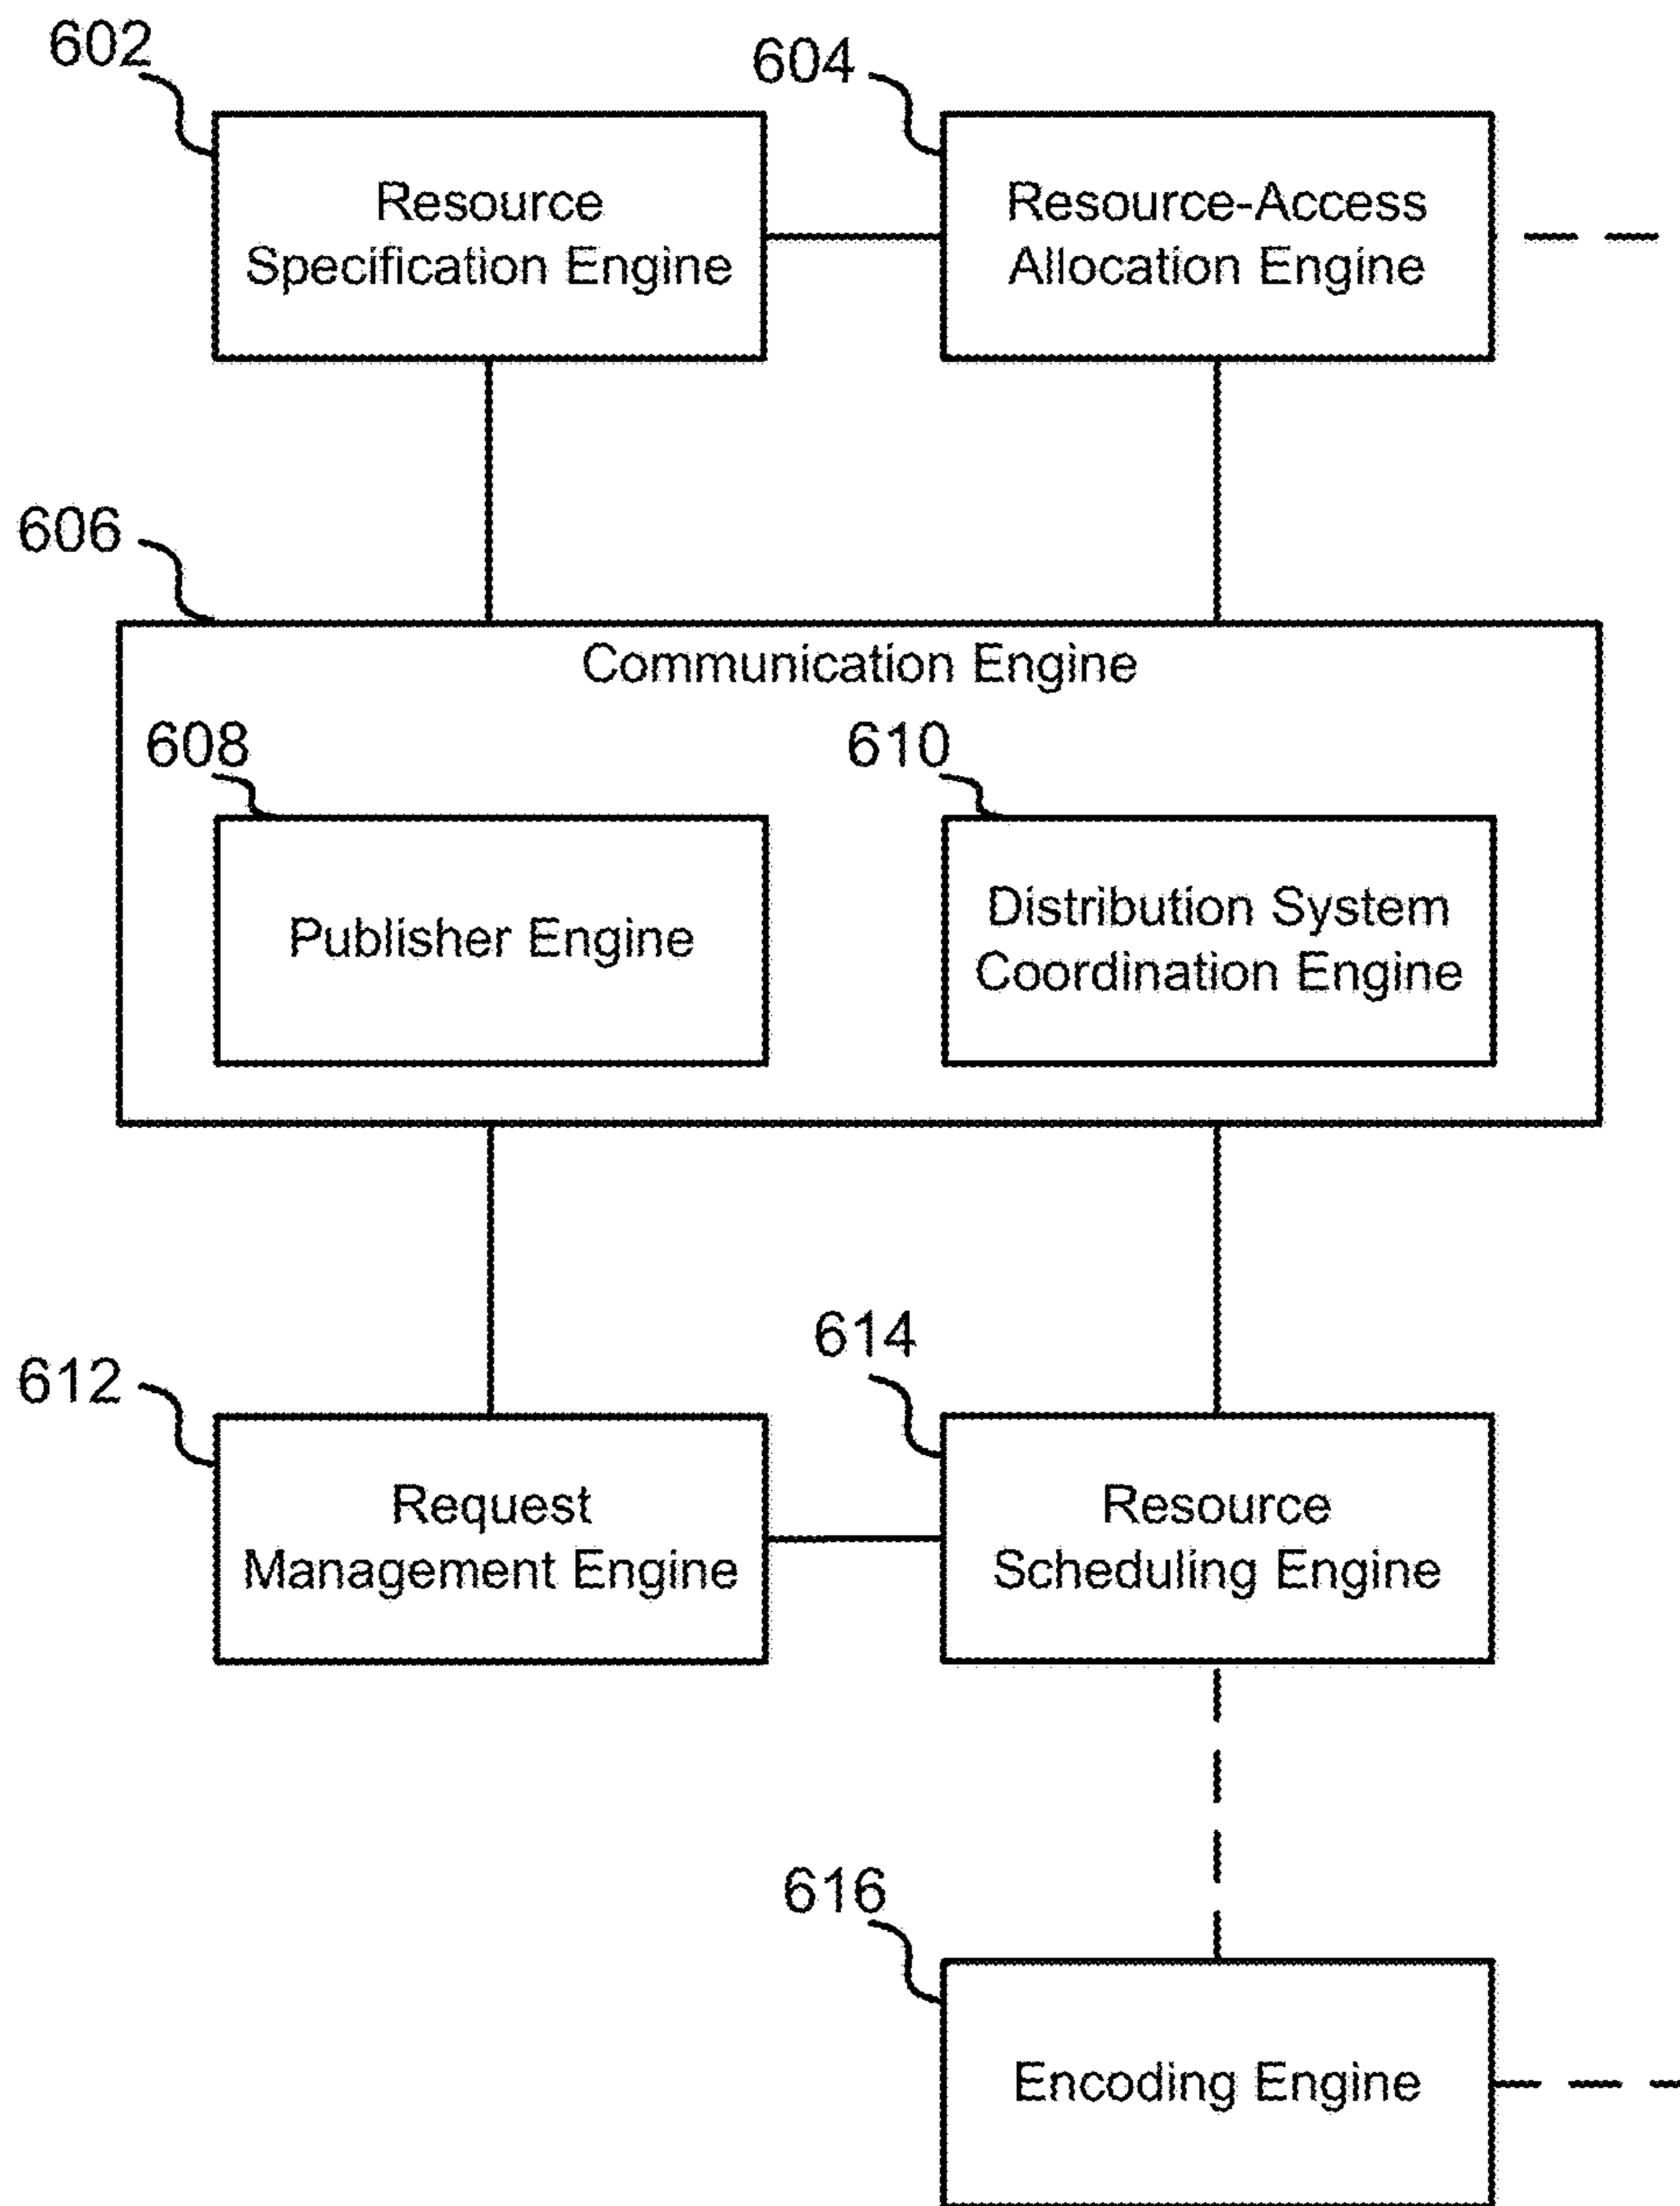 602
604
Resource
Specification Engine
Resource-Access
Allocation Engine
606
Communication Engine
608
610
Publisher Engine
Distribution System
Coordination Engine
612
614
Request
Management Engine
Resource
Scheduling Engine
616
Encoding Engine